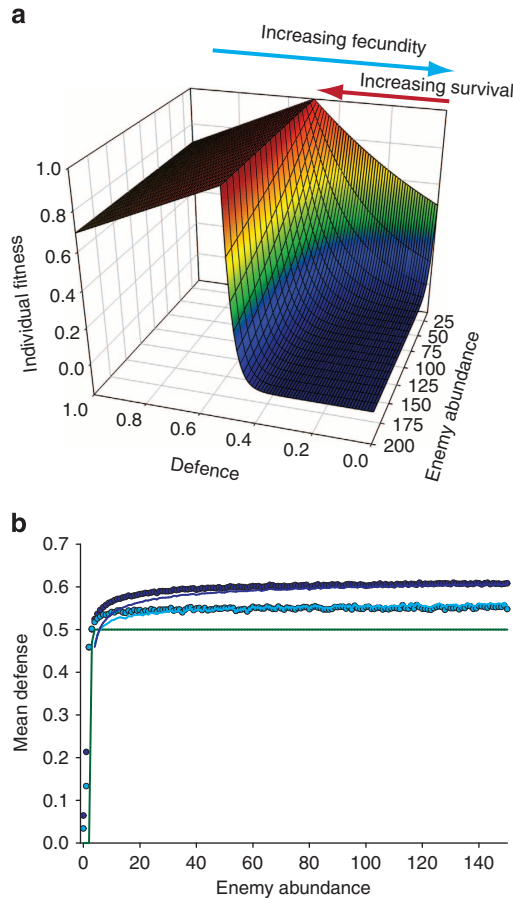 a
Increasing fecundity
Increasing survival
1.0
0.8
0.6
0.4
0.2
0.0
Individual fitness
1.0
0.8
0.6
0.4
0.2
0.0
Defence
25
50
75
100
125
150
175
200
Enemy abundance
b
0.7
0.6
0.5
0.4
0.3
0.2
0.1
0.0
Mean defense
0 20 40 60 80 100 120 140
Enemy abundance